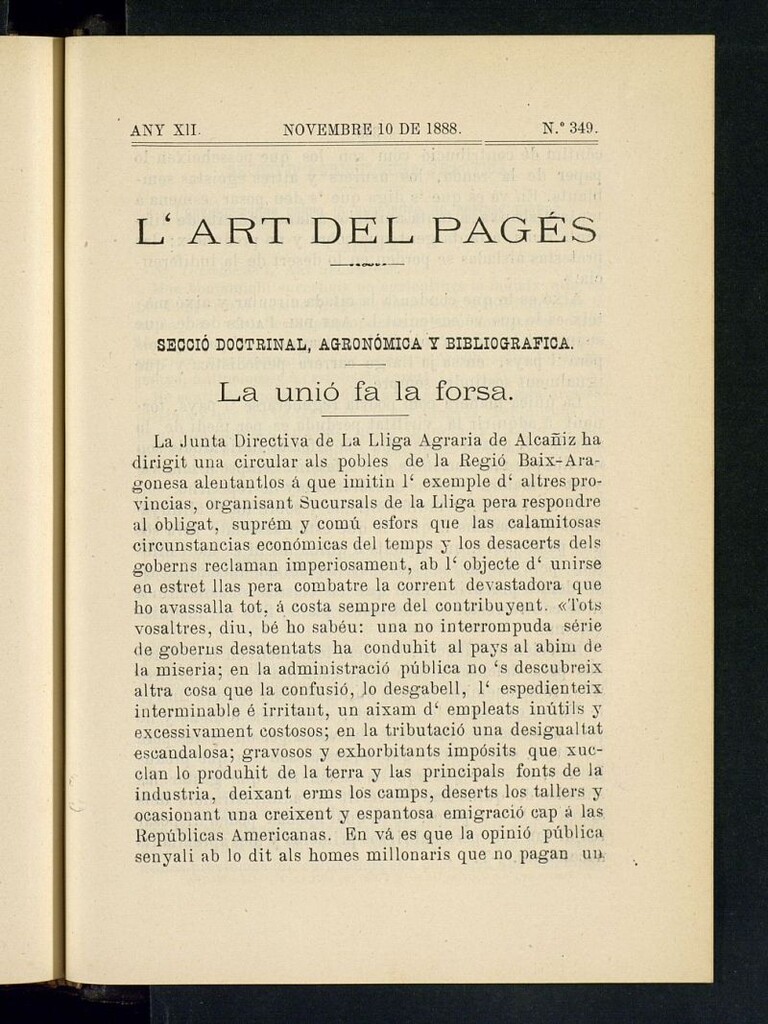 ANY XII. NOVEMBRE 10 DE 1888. N.º 349.
L‘ ART DEL PAGÉS
SECCIÓ DOCTRINAL, AGRONÓMICA Y BIBLIOGRAFICA.
La unió fa la forsa.
La Junta Directiva de La Lliga Agraria de Alcañiz ha
dirigit una circular als pobles de la Regió Baix-Ara-
gonesa alentantlos á que imitin l‘ exemple d‘ altres pro-
vincias, organisant Sucursals de la Lliga pera respondre
al obligat, suprém y comú esfors que las calamitosas
circunstancias económicas del temps y los desacerts dels
goberns reclaman imperiosament, ab l‘ objecte d‘ unirse
en estret llas pera combatre la corrent devastadora que
ho avassalla tot, á costa sempre del contribuyent. «Tots
vosaltres, diu, bé ho sabéu: una no interrompuda série
de goberns desatentats ha conduhit al pays al abim de
la miseria; en la administració pública no ‘s descubreix
altra cosa que la confusió, lo desgabell, l‘ espedienteix
interminable é irritant, un aixam d‘ empleats inútils y
excessivament costosos; en la tributació una desigualtat
escandalosa; gravosos y exhorbitants impósits que xuc-
clan lo produhit de la terra y las principals fonts de la
industria, deixant erms los camps, deserts los tallers y
ocasionant una creixent y espantosa emigració cap á las
Repúblicas Americanas. En vá es que la opinió pública
senyali ab lo dit als homes millonaris que no pagan un